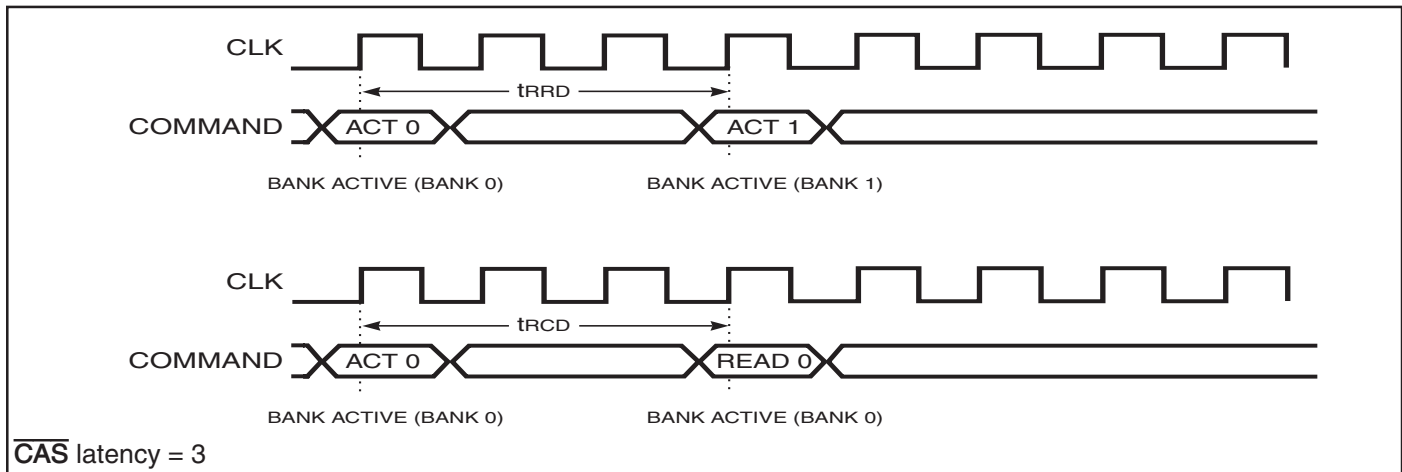 CLK
tRRD
COMMAND ACT 0 ACT 1
BANK ACTIVE (BANK 0) BANK ACTIVE (BANK 1)
CLK
tRCD
COMMAND ACT 0 READ 0
BANK ACTIVE (BANK 0) BANK ACTIVE (BANK 0)
C̅A̅S̅ latency = 3